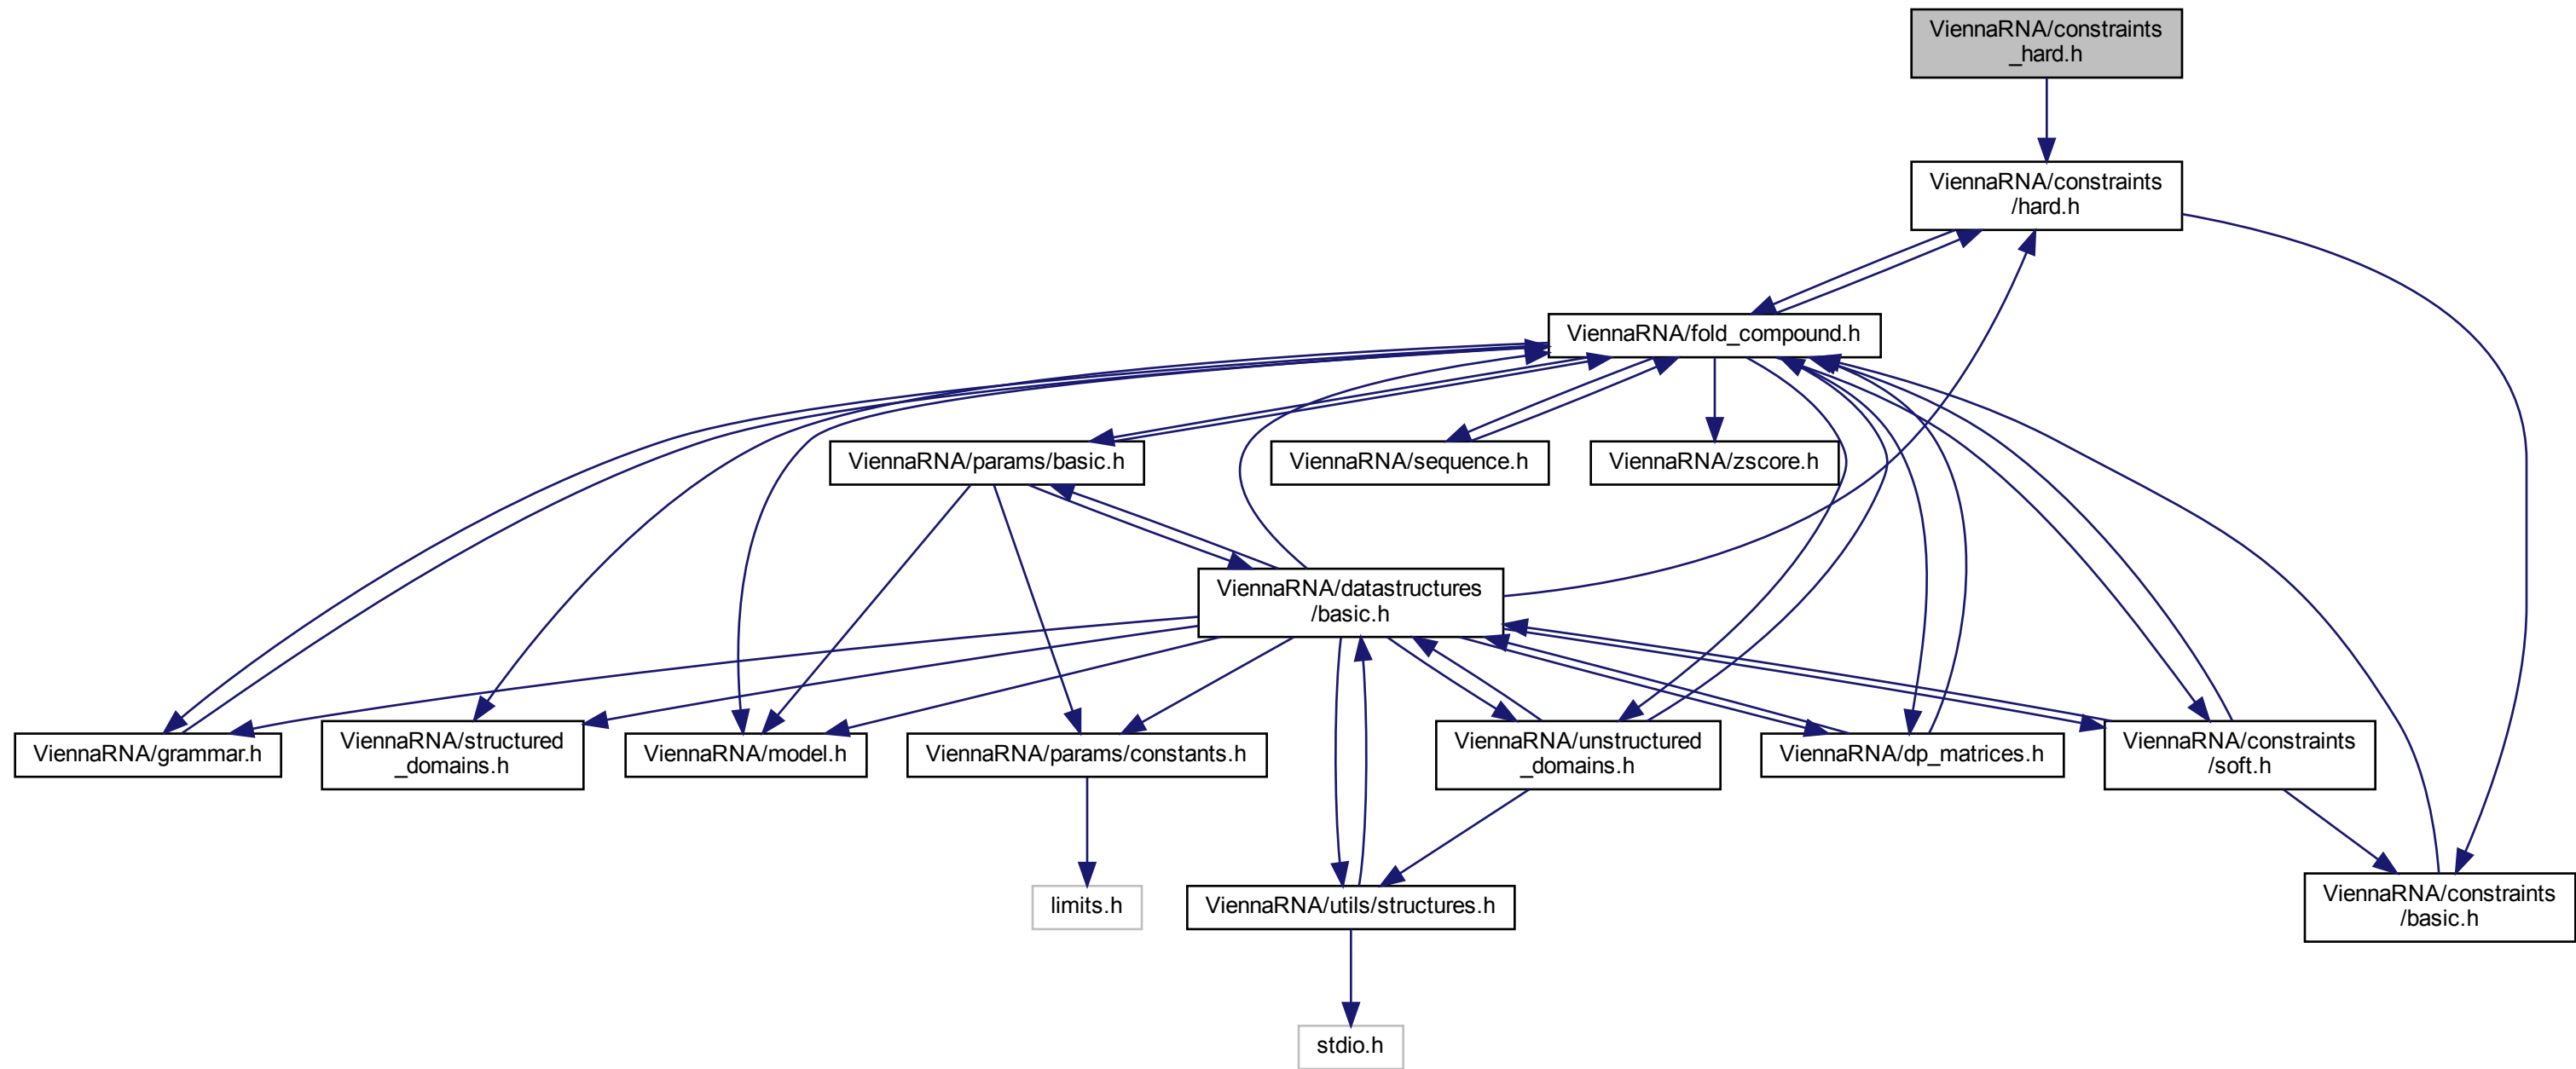 ViennaRNA/constraints
_hard.h
ViennaRNA/constraints
/hard.h
ViennaRNA/fold_compound.h
ViennaRNA/params/basic.h
ViennaRNA/sequence.h
ViennaRNA/zscore.h
ViennaRNA/datastructures
/basic.h
ViennaRNA/grammar.h
ViennaRNA/structured
_domains.h
ViennaRNA/model.h
ViennaRNA/params/constants.h
ViennaRNA/unstructured
_domains.h
ViennaRNA/dp_matrices.h
ViennaRNA/constraints
/soft.h
limits.h
ViennaRNA/utils/structures.h
ViennaRNA/constraints
/basic.h
stdio.h